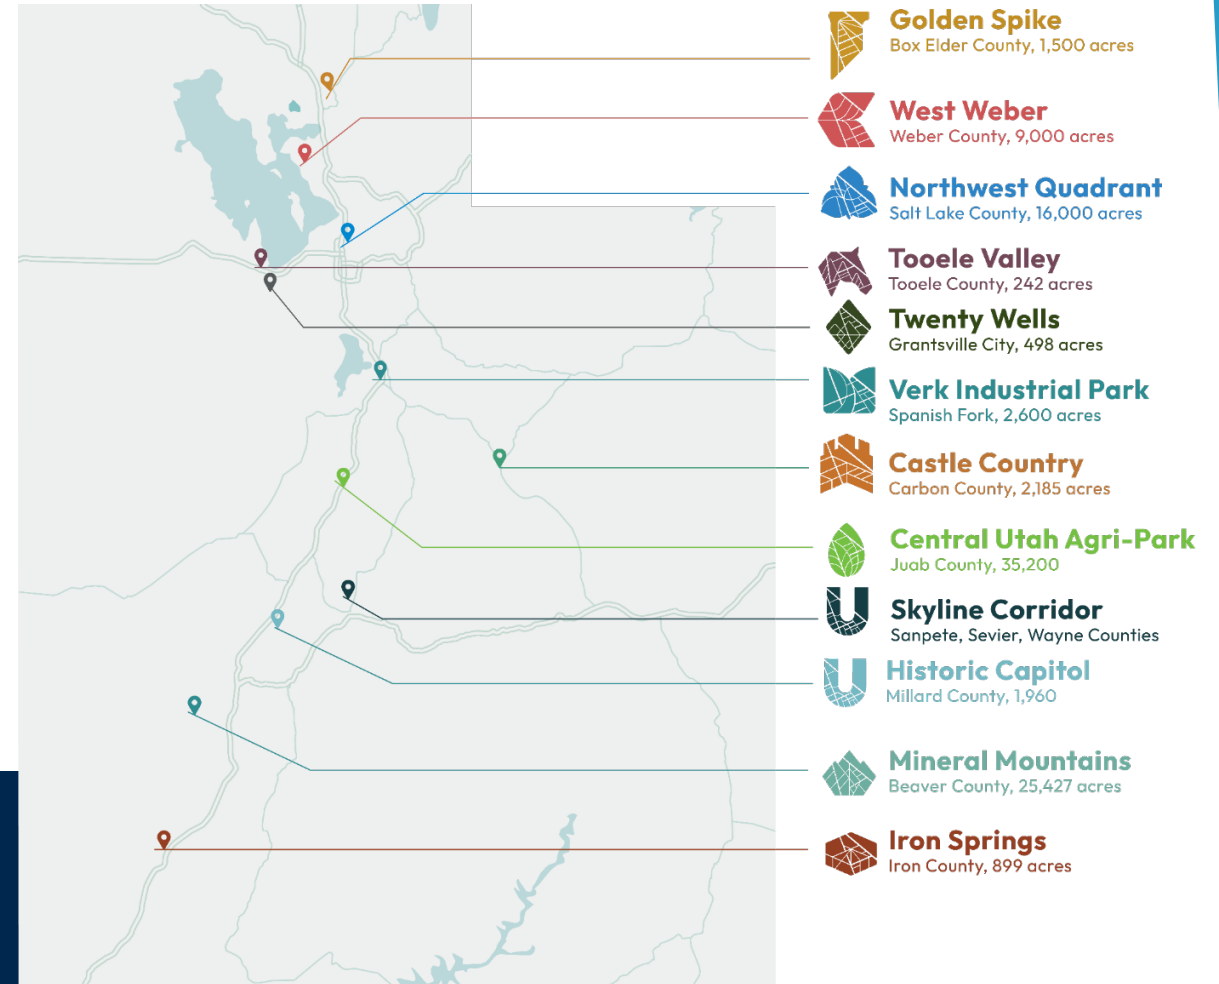 Golden Spike
Box Elder County, 1,500 acres
West Weber
Weber County, 9,000 acres
Northwest Quadrant
Salt Lake County, 16,000 acres
Tooele Valley
Tooele County, 242 acres
Twenty Wells
Grantsville City, 498 acres
Verk Industrial Park
Spanish Fork, 2,600 acres
Castle Country
Carbon County, 2,185 acres
Central Utah Agri-Park
Juab County, 35,200
Skyline Corridor
Sanpete, Sevier, Wayne Counties
Historic Capitol
Millard County, 1,960
Mineral Mountains
Beaver County, 25,427 acres
Iron Springs
Iron County, 899 acres